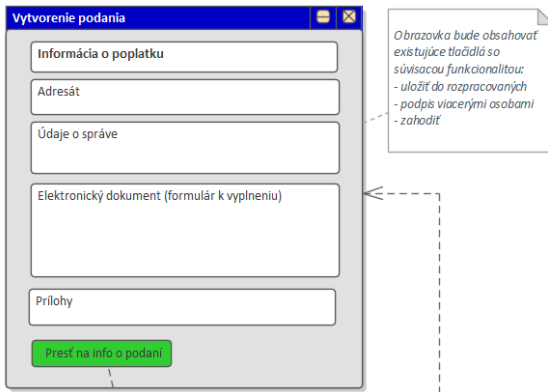 Vytvorenie podania
Informácia o poplatku
Adresát
Údaje o správe
Elektronický dokument (formulár k vyplneniu)
Prílohy
Presť na info o podaní
Obrazovka bude obsahovať
existujúce tlačidlá so
súvisacou funkcionalitou:
- uložiť do rozpracovaných
- podpis viacerými osobami
- zahodiť